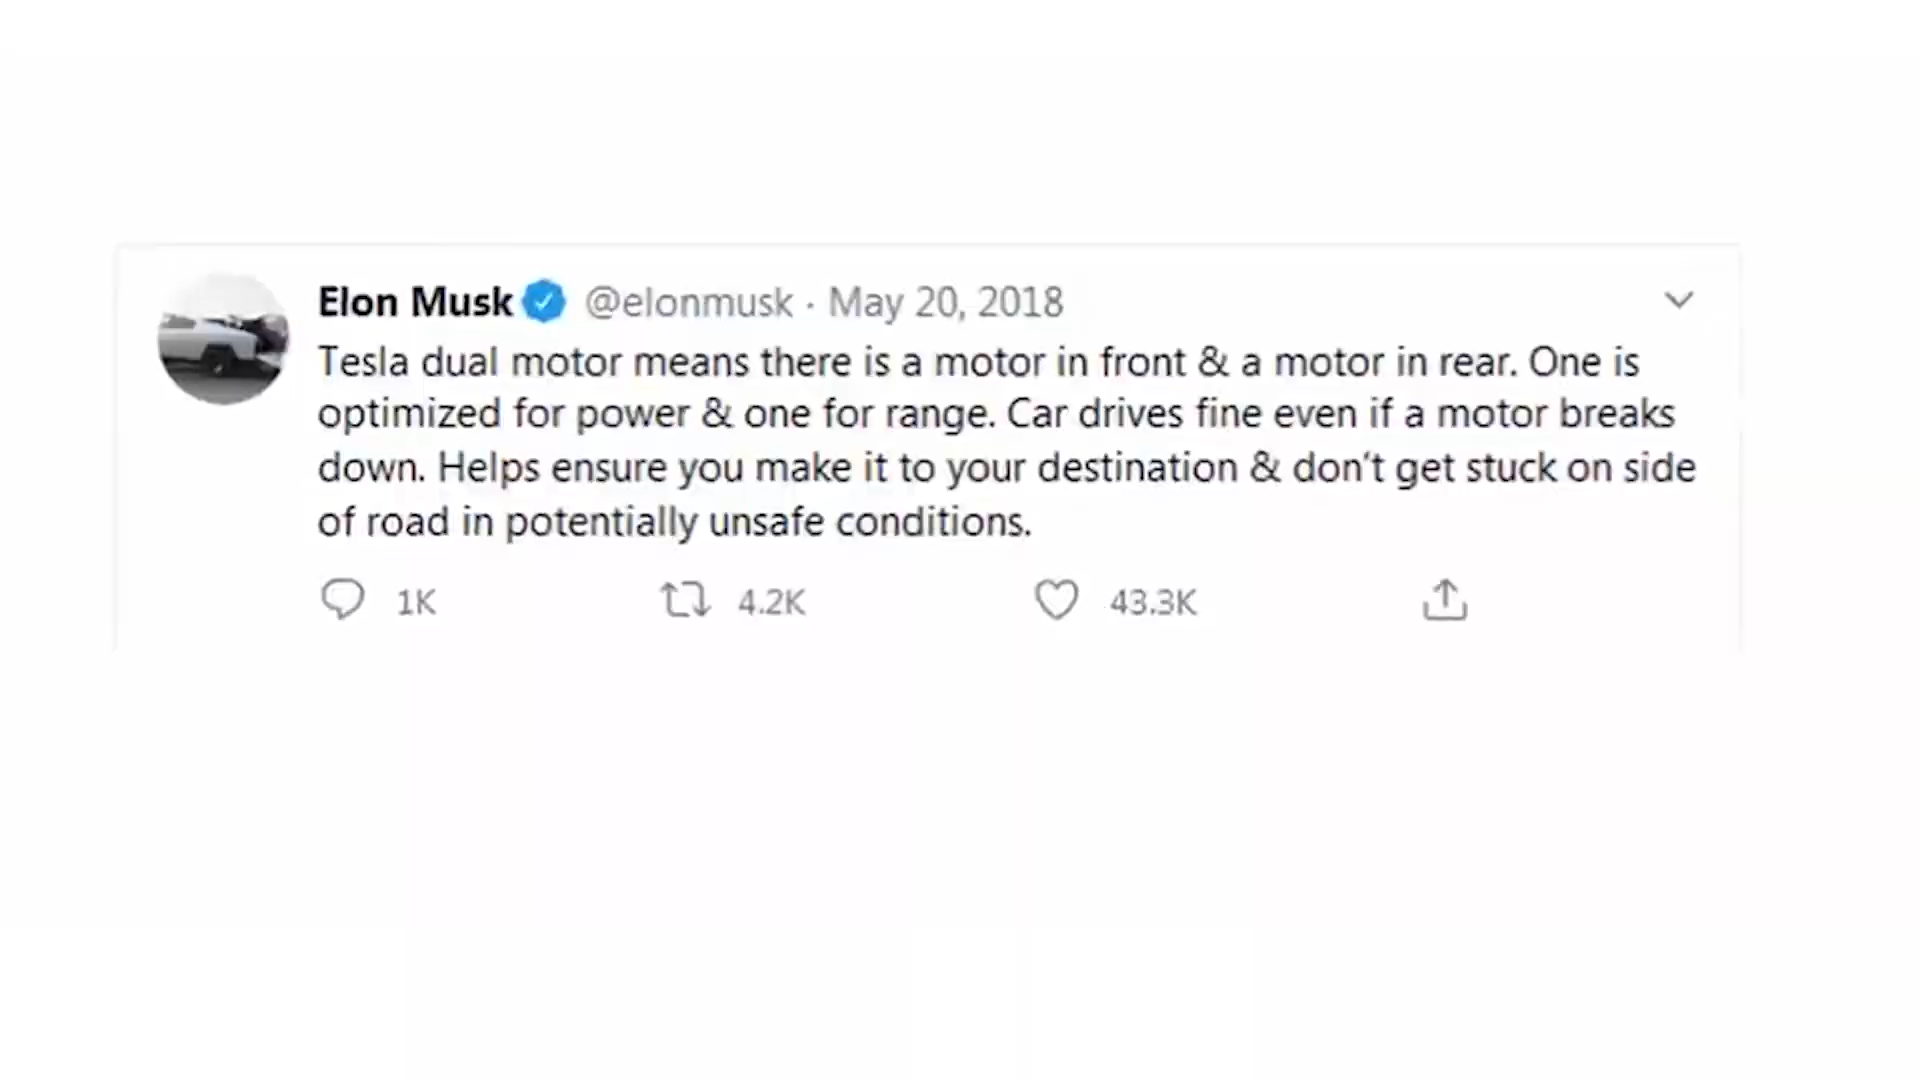 Elon Musk @elonmusk · May 20, 2018
Tesla dual motor means there is a motor in front & a motor in rear. One is
optimized for power & one for range. Car drives fine even if a motor breaks
down. Helps ensure you make it to your destination & don't get stuck on side
of road in potentially unsafe conditions.
1K 4.2K 43.3K